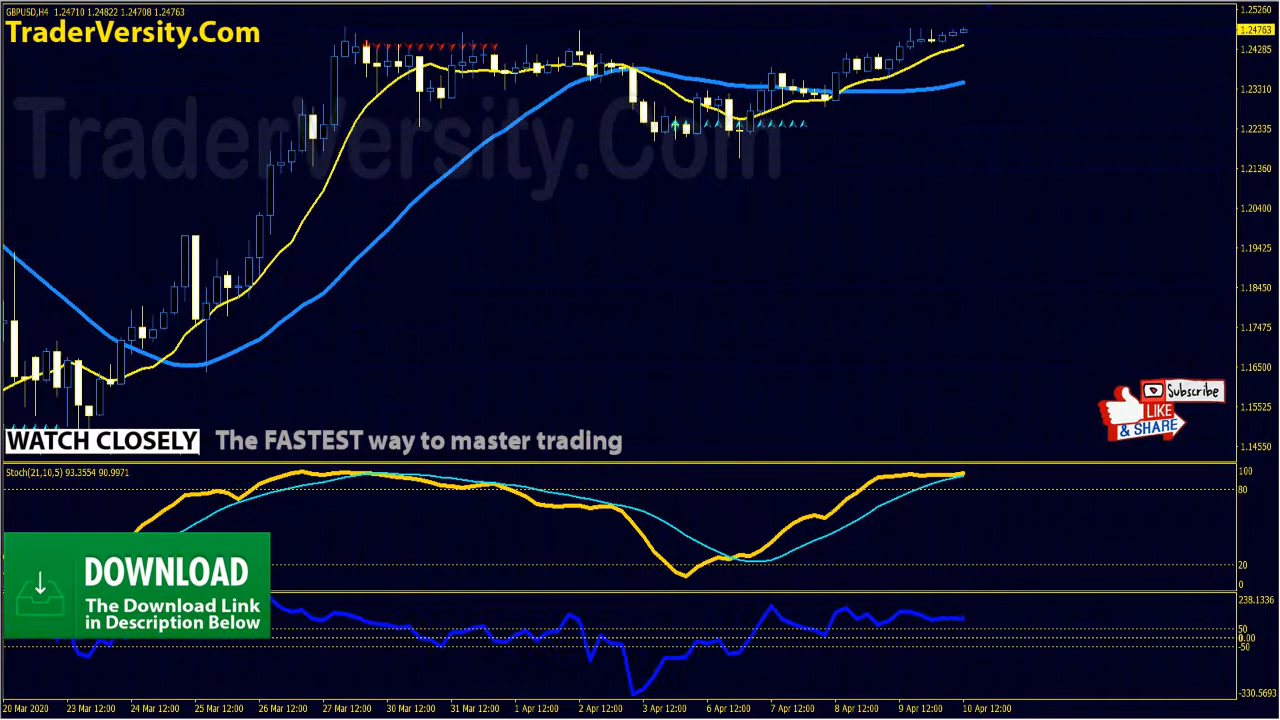 GBPUSD,H4 1.24710 1.24822 1.24708 1.24763
TraderVersity.Com
TraderVersity.Com
1.25260
1.24763
1.24285
1.23310
1.22335
1.21360
1.20400
1.19425
1.18450
1.17475
1.16500
1.15525
1.14550
Subscribe
LIKE
& SHARE
WATCH CLOSELY The FASTEST way to master trading
Stoch(21,10,5) 93.3554 90.9971
100
80
20
0
DOWNLOAD
The Download Link
in Description Below
238.1336
50
0.00
-50
-330.5693
20 Mar 2020 23 Mar 12:00 24 Mar 12:00 25 Mar 12:00 26 Mar 12:00 27 Mar 12:00 30 Mar 12:00 31 Mar 12:00 1 Apr 12:00 2 Apr 12:00 3 Apr 12:00 6 Apr 12:00 7 Apr 12:00 8 Apr 12:00 9 Apr 12:00 10 Apr 12:00